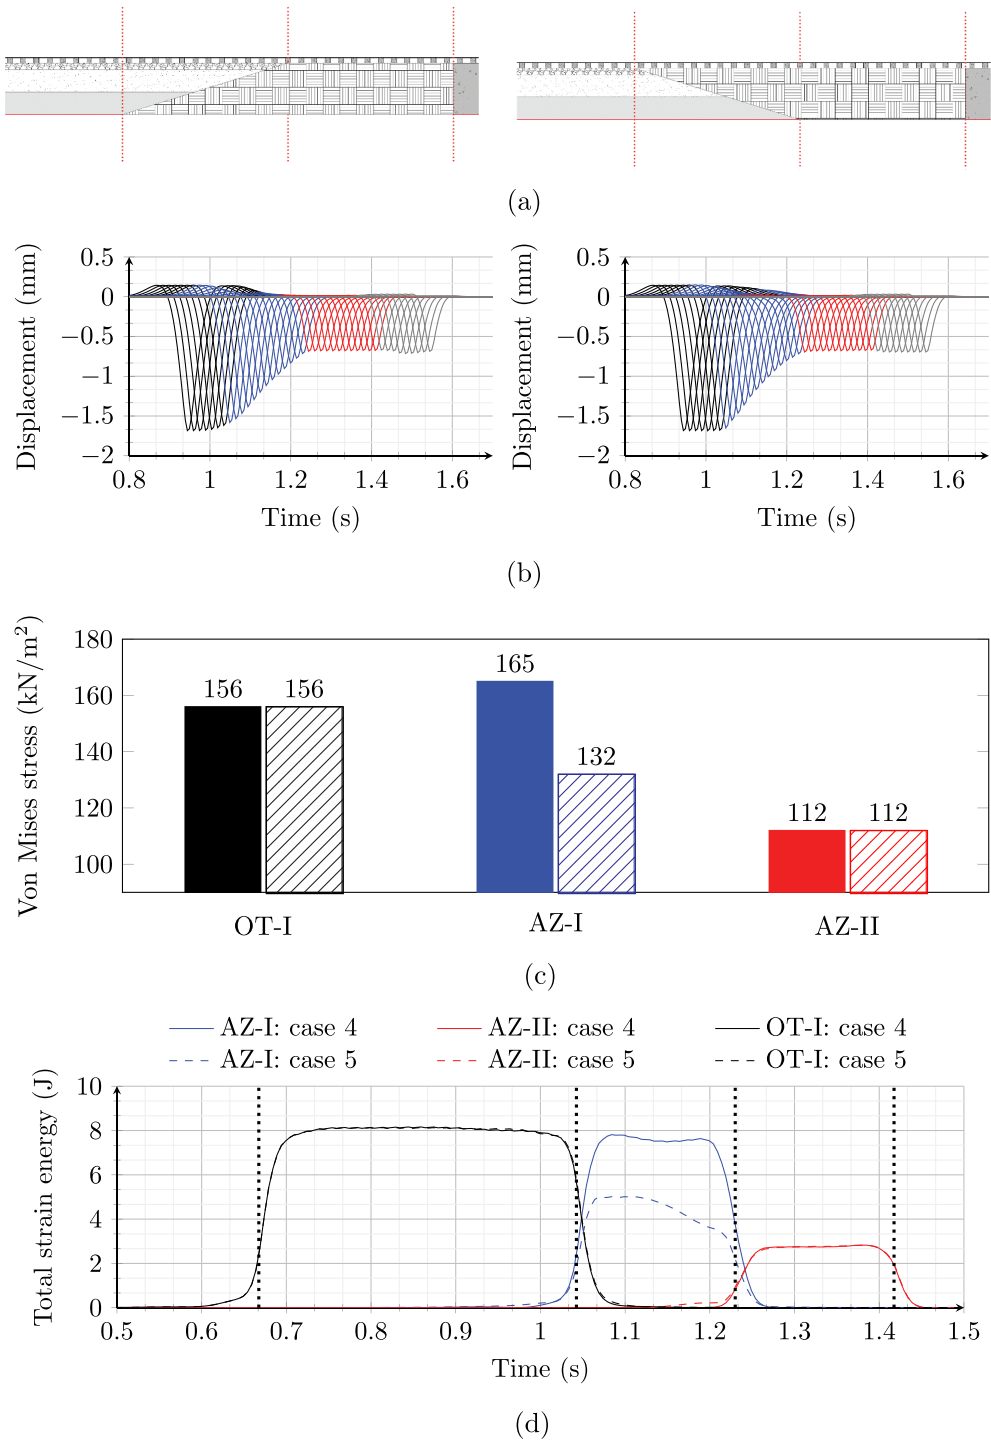 (a)
0.5
0
−0.5
−1
−1.5
−2
Displacement (mm)
0.8 1 1.2 1.4 1.6
Time (s)
0.5
0
−0.5
−1
−1.5
−2
Displacement (mm)
0.8 1 1.2 1.4 1.6
Time (s)
(b)
180
160
140
120
100
Von Mises stress (kN/m²)
156 156
165
132
112 112
OT-I AZ-I AZ-II
(c)
AZ-I: case 4 AZ-II: case 4 OT-I: case 4
AZ-I: case 5 AZ-II: case 5 OT-I: case 5
10
8
6
4
2
0
Total strain energy (J)
0.5 0.6 0.7 0.8 0.9 1 1.1 1.2 1.3 1.4 1.5
Time (s)
(d)